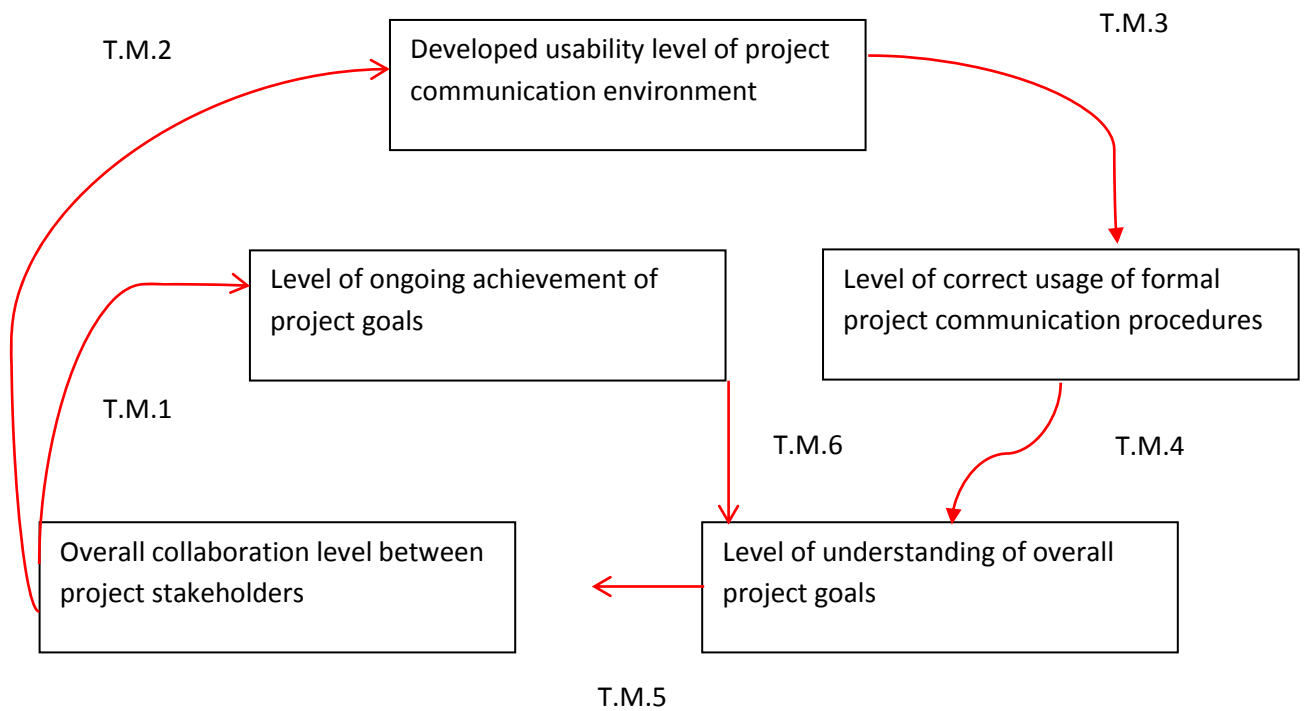 T.M.2
Developed usability level of project
communication environment
T.M.3
Level of ongoing achievement of
project goals
Level of correct usage of formal
project communication procedures
T.M.1
T.M.6
T.M.4
Overall collaboration level between
project stakeholders
Level of understanding of overall
project goals
T.M.5